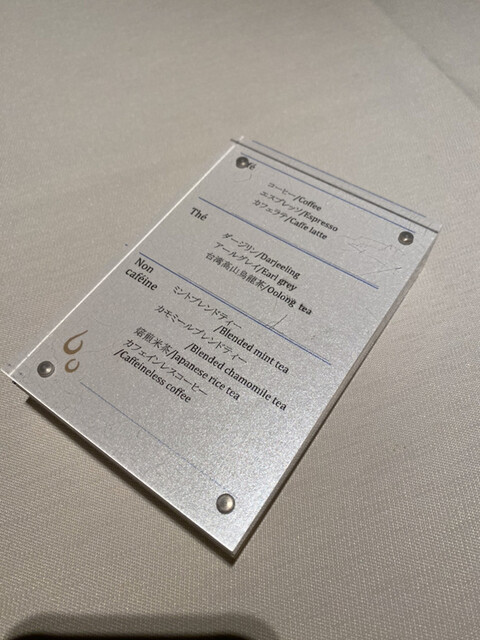 コーヒー/Coffee
エスプレッソ/Espresso
カフェラテ/Caffe latte
Thé
ダージリン/Darjeeling
アールグレイ/Earl grey
台湾高山烏龍茶/Oolong tea
Non
caféine
ミントブレンドティー
/Blended mint tea
カモミールブレンドティー
/Blended chamomile tea
焙煎米茶/Japanese rice tea
カフェインレスコーヒー
/Caffeineless coffee